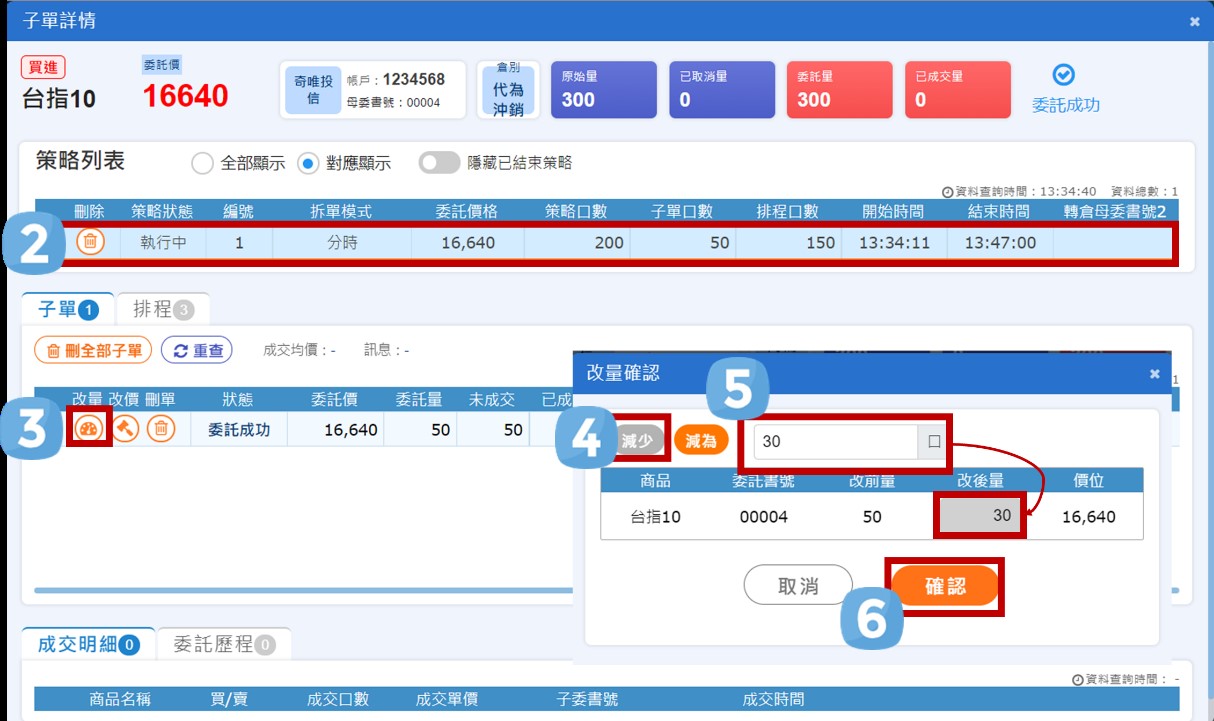 子單詳情
買進
台指10
委託價
16640
奇唯投信
帳戶：1234568
母委書號：00004
倉別
代為沖銷
原始量
300
已取消量
0
委託量
300
已成交量
0
委託成功
策略列表 全部顯示 對應顯示 隱藏已結束策略
資料查詢時間：13:34:40 資料總數：1
刪除 策略狀態 編號 拆單模式 委託價格 策略口數 子單口數 排程口數 開始時間 結束時間 轉倉母委書號2
2 執行中 1 分時 16,640 200 50 150 13:34:11 13:47:00
子單 1 排程 3
刪全部子單 重查 成交均價：- 訊息：-
改量 改價 刪單 狀態 委託價 委託量 未成交 已成
3 委託成功 16,640 50 50
改量確認
5
4 減少 減為 30 口
商品 委託書號 改前量 改後量 價位
台指10 00004 50 30 16,640
取消 確認
6
成交明細 0 委託歷程 0
資料查詢時間： -
商品名稱 買/賣 成交口數 成交單價 子委書號 成交時間